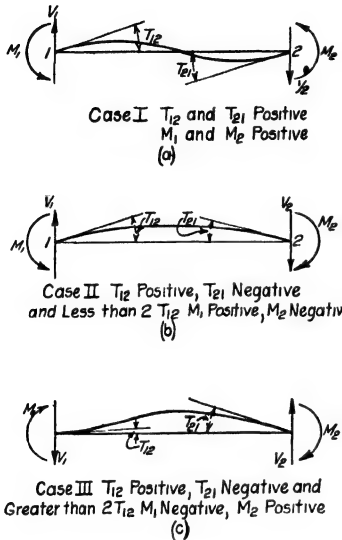 V₁
M₁ 1 T₁₂ T₂₁ 2 M₂
Case I T₁₂ and T₂₁ Positive
M₁ and M₂ Positive
(a)
V₁ V₂
M₁ 1 T₁₂ T₂₁ 2 M₂
Case II T₁₂ Positive, T₂₁ Negative
and Less than 2 T₁₂ M₁ Positive, M₂ Negativ
(b)
T₁₂ T₂₁ M₂
V₁ V₂
Case III T₁₂ Positive, T₂₁ Negative and
Greater than 2T₁₂ M₁ Negative, M₂ Positive
(c)